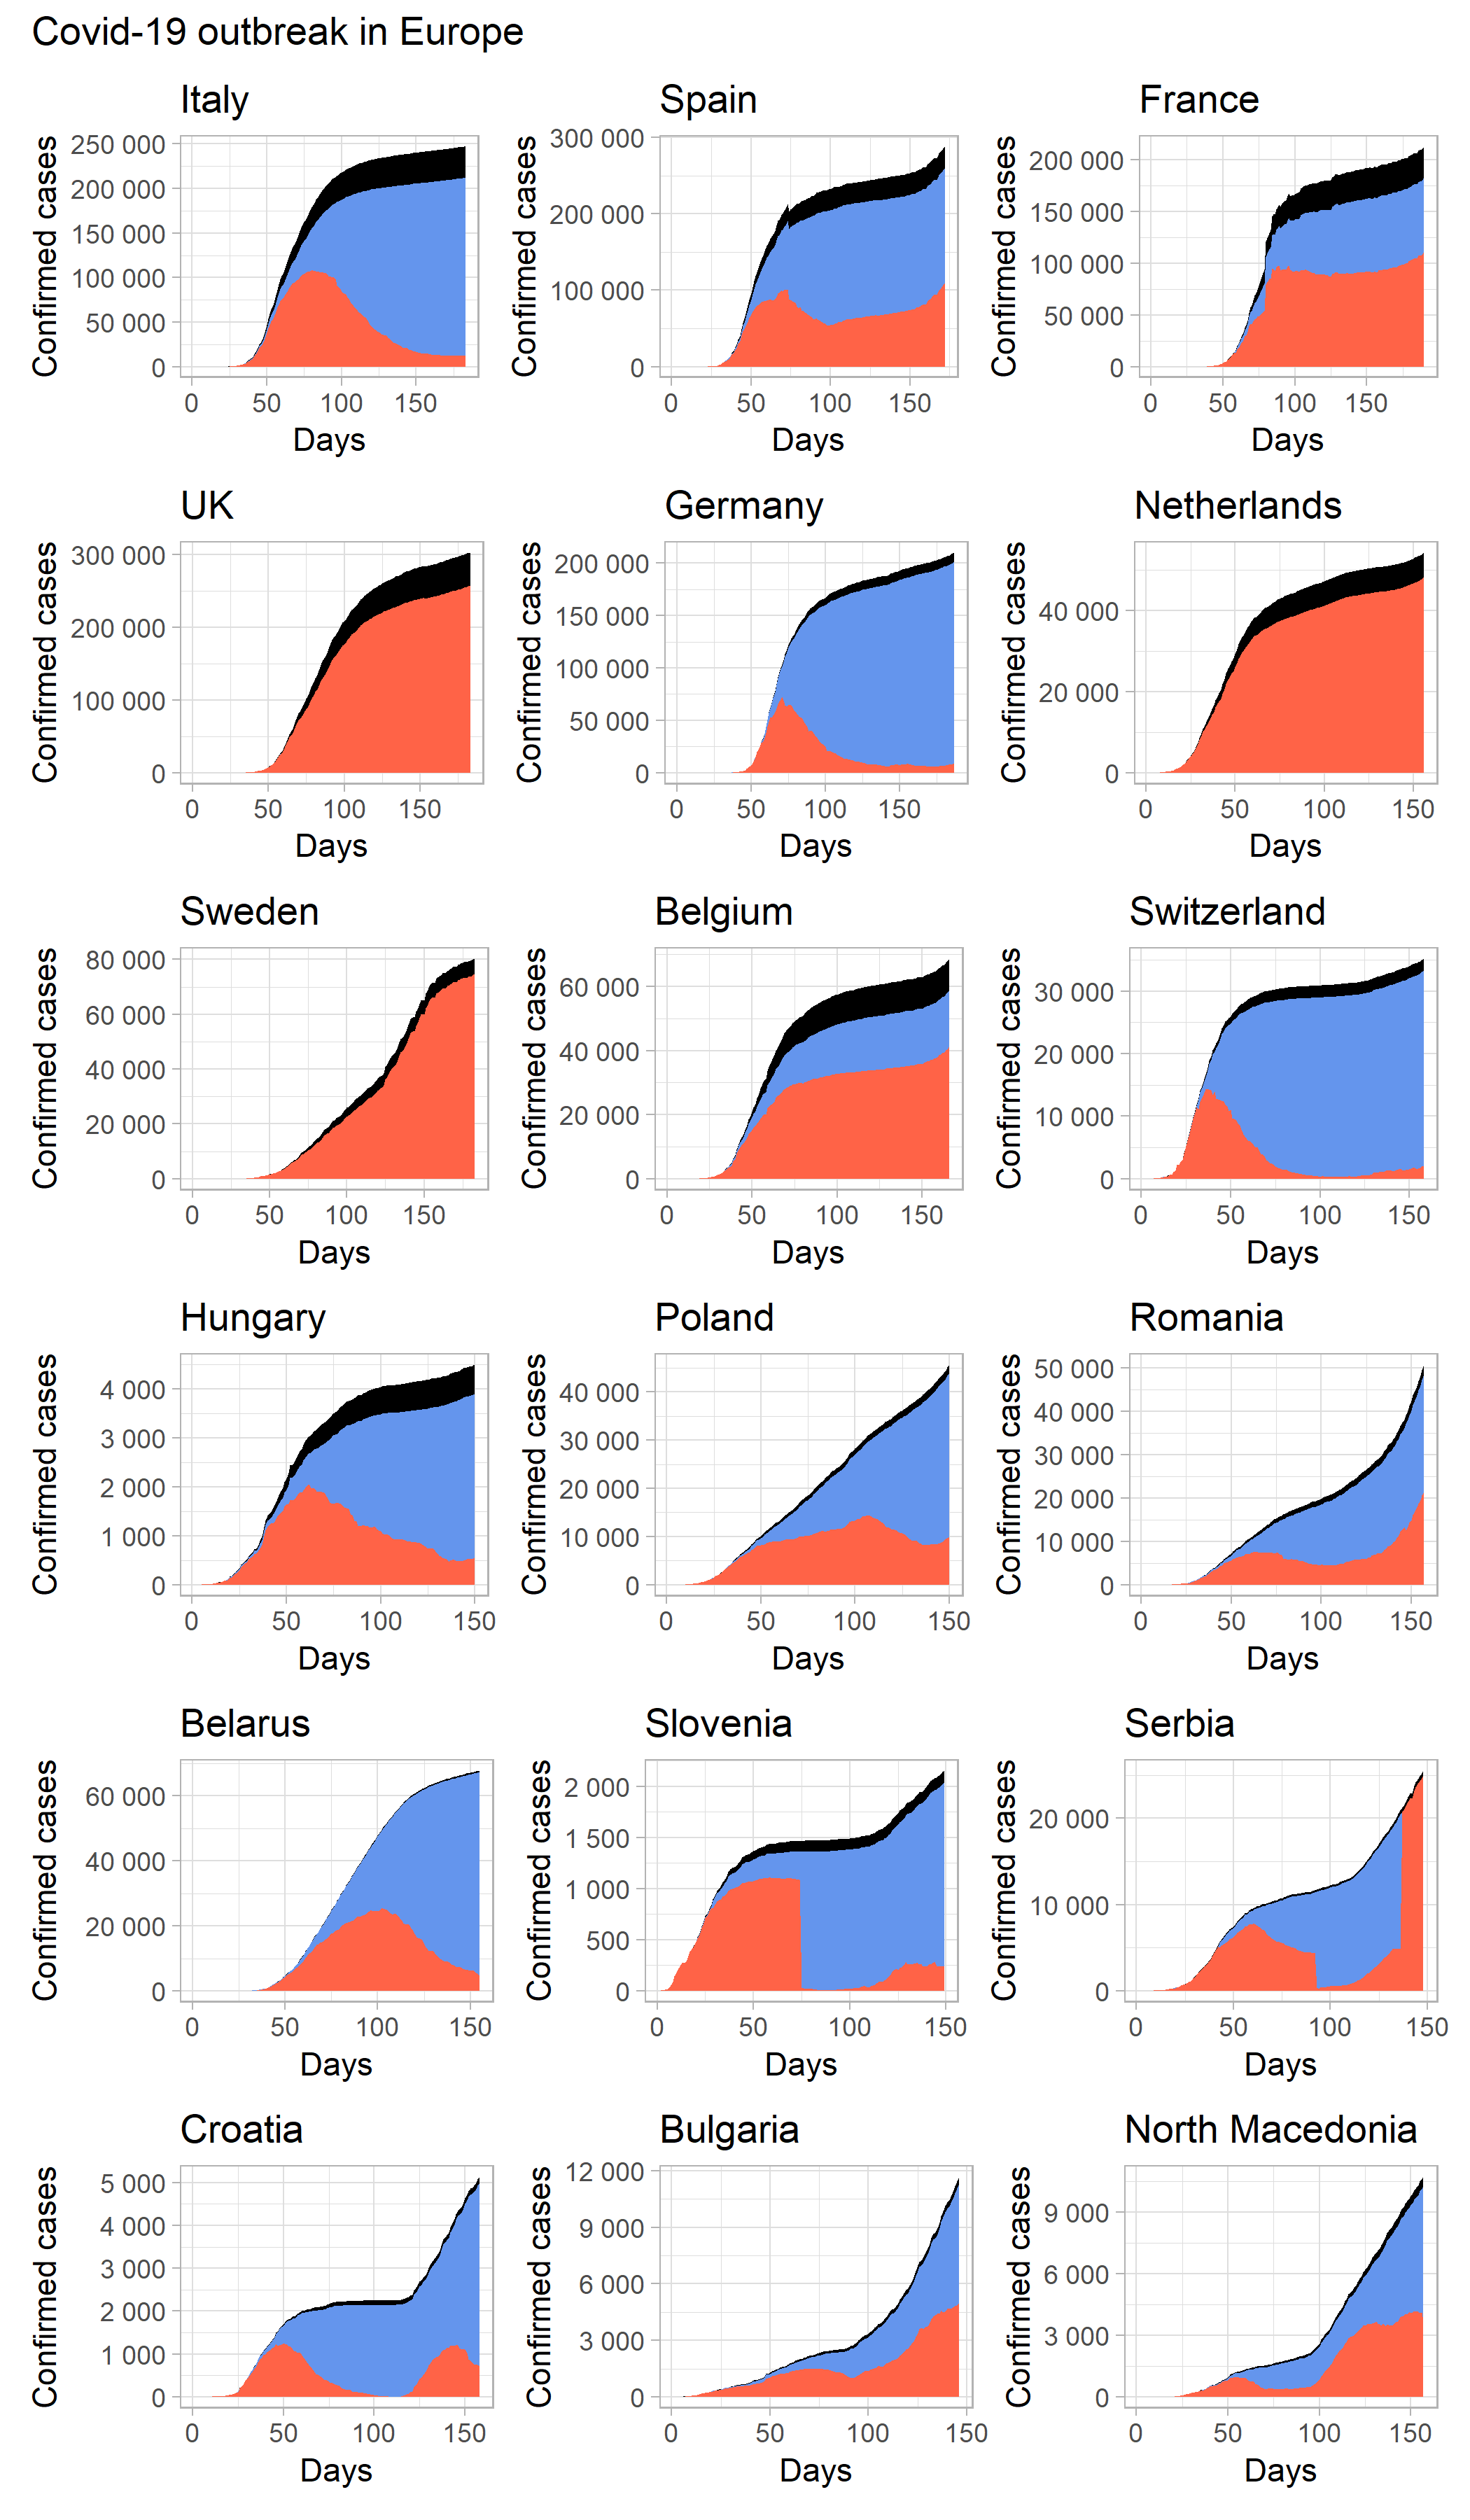 Covid-19 outbreak in Europe
Italy
Spain
France
Confirmed cases
250 000
200 000
150 000
100 000
50 000
0
0 50 100 150
Days
Confirmed cases
300 000
200 000
100 000
0
0 50 100 150
Days
Confirmed cases
200 000
150 000
100 000
50 000
0
0 50 100 150
Days
UK
Germany
Netherlands
Confirmed cases
300 000
200 000
100 000
0
0 50 100 150
Days
Confirmed cases
200 000
150 000
100 000
50 000
0
0 50 100 150
Days
Confirmed cases
40 000
20 000
0
0 50 100 150
Days
Sweden
Belgium
Switzerland
Confirmed cases
80 000
60 000
40 000
20 000
0
0 50 100 150
Days
Confirmed cases
60 000
40 000
20 000
0
0 50 100 150
Days
Confirmed cases
30 000
20 000
10 000
0
0 50 100 150
Days
Hungary
Poland
Romania
Confirmed cases
4 000
3 000
2 000
1 000
0
0 50 100 150
Days
Confirmed cases
40 000
30 000
20 000
10 000
0
0 50 100 150
Days
Confirmed cases
50 000
40 000
30 000
20 000
10 000
0
0 50 100 150
Days
Belarus
Slovenia
Serbia
Confirmed cases
60 000
40 000
20 000
0
0 50 100 150
Days
Confirmed cases
2 000
1 500
1 000
500
0
0 50 100 150
Days
Confirmed cases
20 000
10 000
0
0 50 100 150
Days
Croatia
Bulgaria
North Macedonia
Confirmed cases
5 000
4 000
3 000
2 000
1 000
0
0 50 100 150
Days
Confirmed cases
12 000
9 000
6 000
3 000
0
0 50 100 150
Days
Confirmed cases
9 000
6 000
3 000
0
0 50 100 150
Days